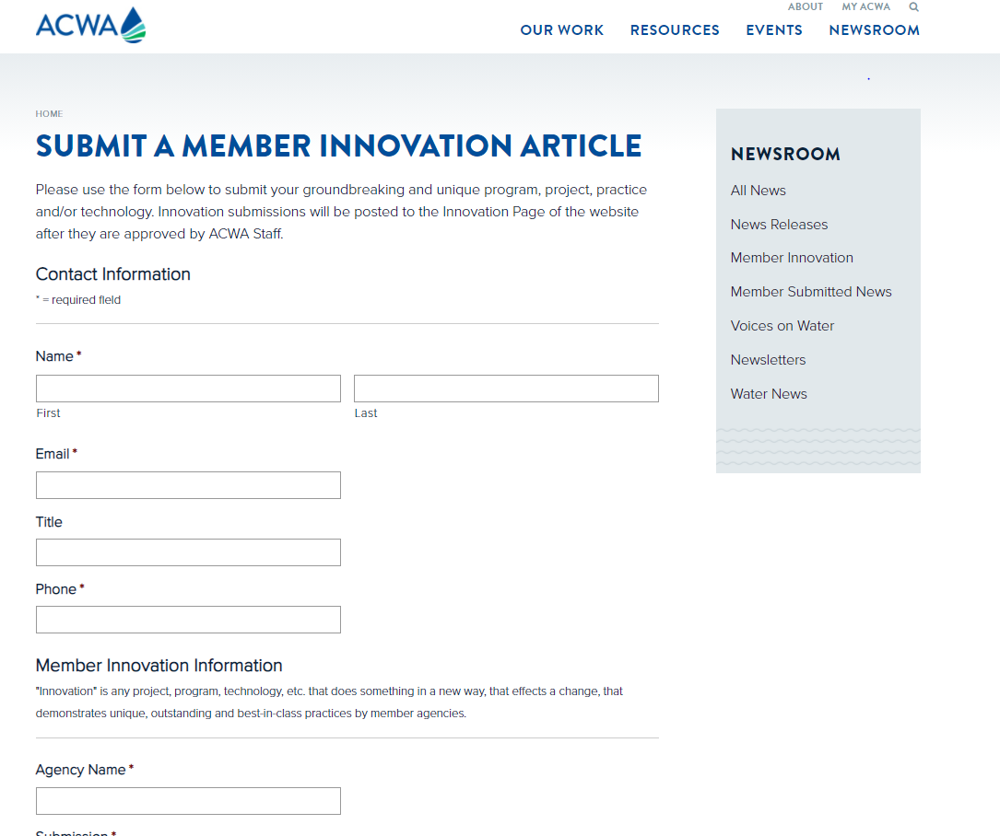 ACWA
ABOUT MY ACWA
OUR WORK RESOURCES EVENTS NEWSROOM
HOME
SUBMIT A MEMBER INNOVATION ARTICLE
Please use the form below to submit your groundbreaking and unique program, project, practice
and/or technology. Innovation submissions will be posted to the Innovation Page of the website
after they are approved by ACWA Staff.
Contact Information
* = required field
Name *
First Last
Email *
Title
Phone *
Member Innovation Information
"Innovation" is any project, program, technology, etc. that does something in a new way, that effects a change, that
demonstrates unique, outstanding and best-in-class practices by member agencies.
Agency Name *
Submission *
NEWSROOM
All News
News Releases
Member Innovation
Member Submitted News
Voices on Water
Newsletters
Water News